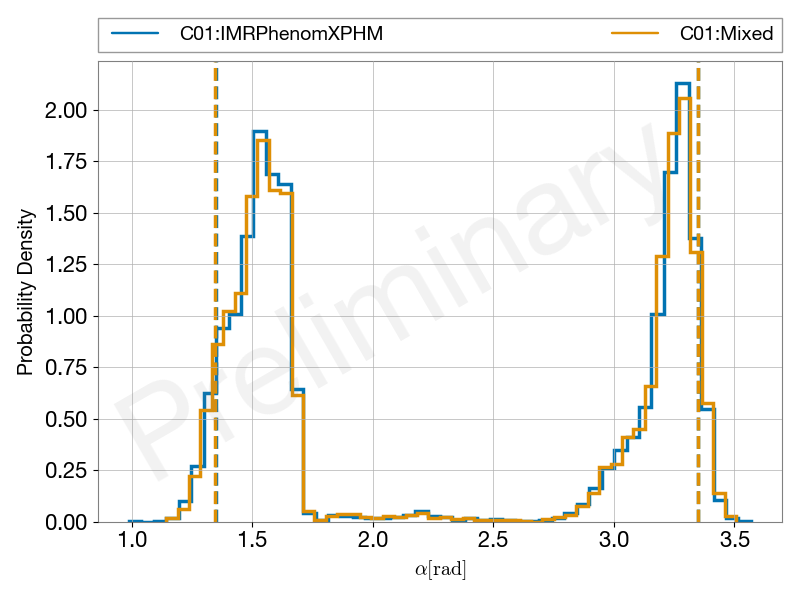 C01:IMRPhenomXPHM C01:Mixed
Preliminary
Probability Density
2.00
1.75
1.50
1.25
1.00
0.75
0.50
0.25
0.00
1.0 1.5 2.0 2.5 3.0 3.5
α[rad]